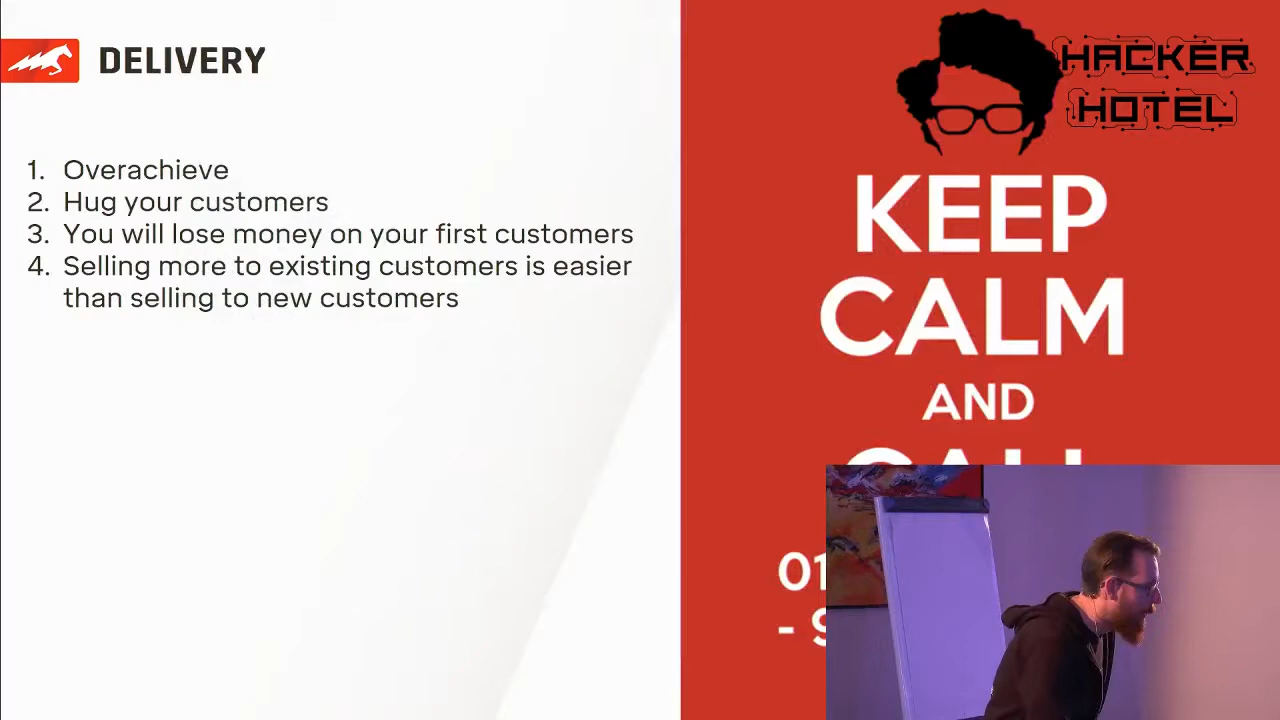 DELIVERY
1. Overachieve
2. Hug your customers
3. You will lose money on your first customers
4. Selling more to existing customers is easier
than selling to new customers
HACKER
HOTEL
KEEP
CALM
AND